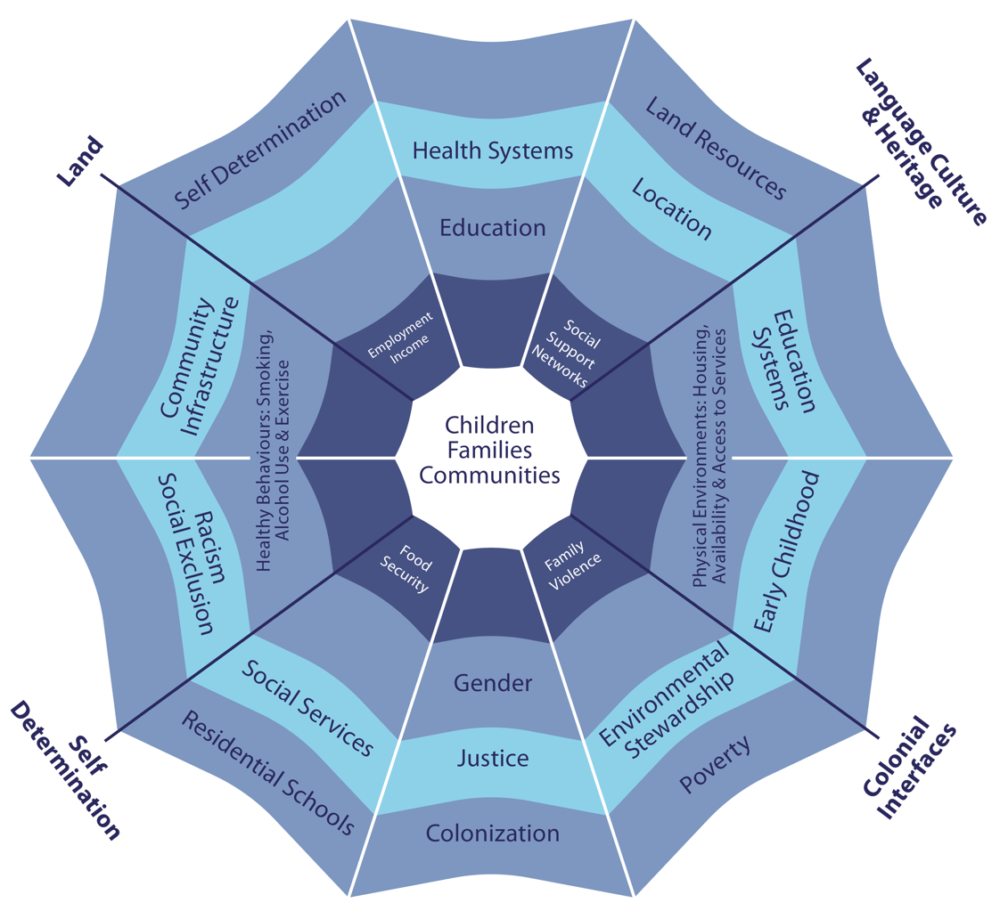 Land
Language Culture
& Heritage
Self Determination
Health Systems
Land Resources
Location
Education
Community
Infrastructure
Employment
Income
Social
Support
Networks
Education
Systems
Healthy Behaviours: Smoking,
Alcohol Use & Exercise
Children
Families
Communities
Physical Environments: Housing,
Availability & Access to Services
Racism
Social Exclusion
Food
Security
Family
Violence
Early Childhood
Social Services
Gender
Environmental
Stewardship
Residential Schools
Justice
Poverty
Colonization
Self
Determination
Colonial
Interfaces